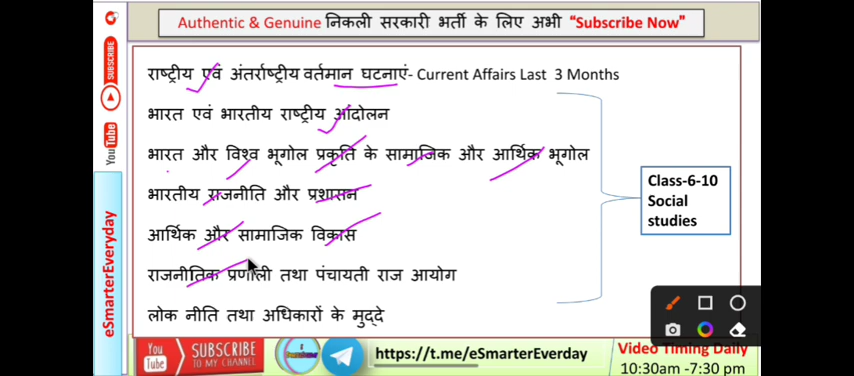 Authentic & Genuine निकली सरकारी भर्ती के लिए अभी "Subscribe Now"
राष्ट्रीय एवं अंतर्राष्ट्रीय वर्तमान घटनाएं- Current Affairs Last 3 Months
भारत एवं भारतीय राष्ट्रीय आंदोलन
भारत और विश्व भूगोल प्रकृति के सामाजिक और आर्थिक भूगोल
भारतीय राजनीति और प्रशासन
आर्थिक और सामाजिक विकास
राजनीतिक प्रणाली तथा पंचायती राज आयोग
लोक नीति तथा अधिकारों के मुद्दे
Class-6-10
Social
studies
SUBSCRIBE
YouTube
eSmarterEveryday
You
Tube
SUBSCRIBE
TO MY CHANNEL
https://t.me/eSmarterEverday
Video Timing Daily
10:30am -7:30 pm